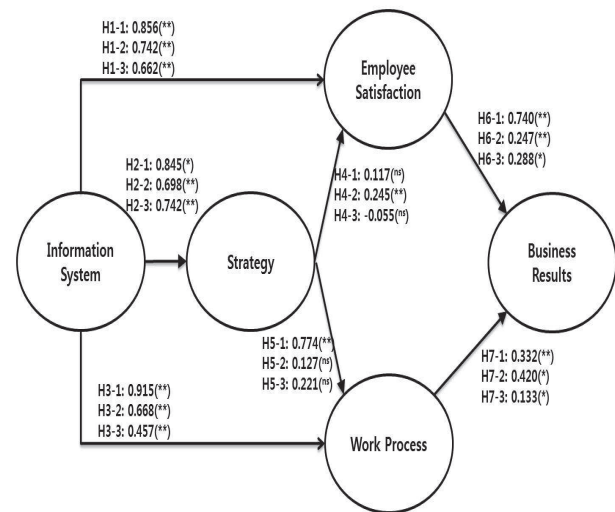 H1-1: 0.856(**)
H1-2: 0.742(**)
H1-3: 0.662(**)
Employee
Satisfaction
H6-1: 0.740(**)
H6-2: 0.247(**)
H6-3: 0.288(*)
H2-1: 0.845(*)
H2-2: 0.698(**)
H2-3: 0.742(**)
H4-1: 0.117(ns)
H4-2: 0.245(**)
H4-3: -0.055(ns)
Information
System
Strategy
Business
Results
H5-1: 0.774(**)
H5-2: 0.127(ns)
H5-3: 0.221(ns)
H7-1: 0.332(**)
H7-2: 0.420(*)
H7-3: 0.133(*)
H3-1: 0.915(**)
H3-2: 0.668(**)
H3-3: 0.457(**)
Work Process